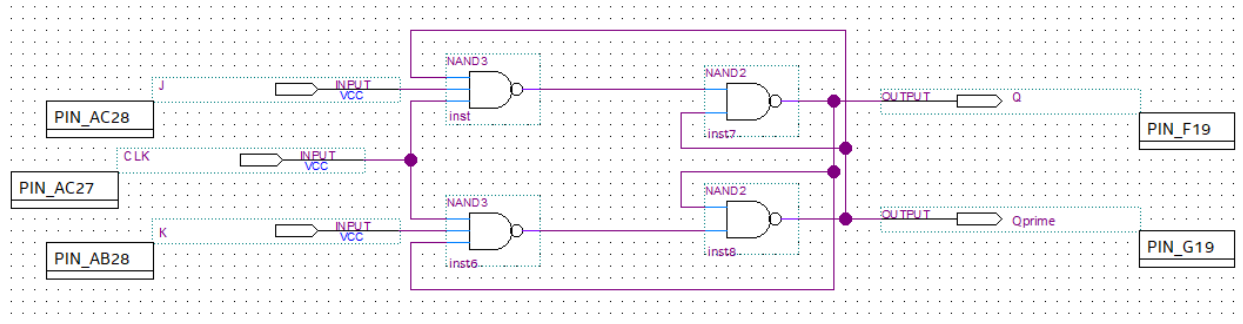 NAND3
J
INPUT
VCC
NAND2
OUTPUT
Q
PIN_AC28
inst
inst7
PIN_F19
CLK
INPUT
VCC
PIN_AC27
NAND3
NAND2
K
INPUT
VCC
OUTPUT
Qprime
PIN_AB28
inst6
inst8
PIN_G19